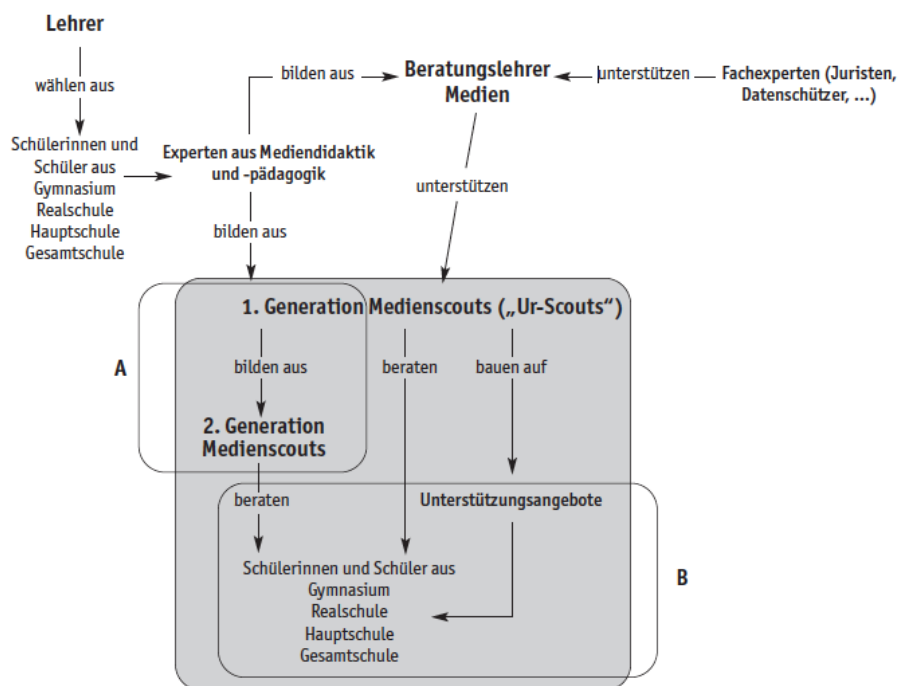 Lehrer
wählen aus
Schülerinnen und
Schüler aus
Gymnasium
Realschule
Hauptschule
Gesamtschule
Experten aus Mediendidaktik
und -pädagogik
bilden aus
Beratungslehrer
Medien
unterstützen
Fachexperten (Juristen,
Datenschützer, ...)
bilden aus
unterstützen
1. Generation Medienscouts („Ur-Scouts“)
A
bilden aus
beraten
bauen auf
2. Generation
Medienscouts
beraten
Unterstützungsangebote
B
Schülerinnen und Schüler aus
Gymnasium
Realschule
Hauptschule
Gesamtschule